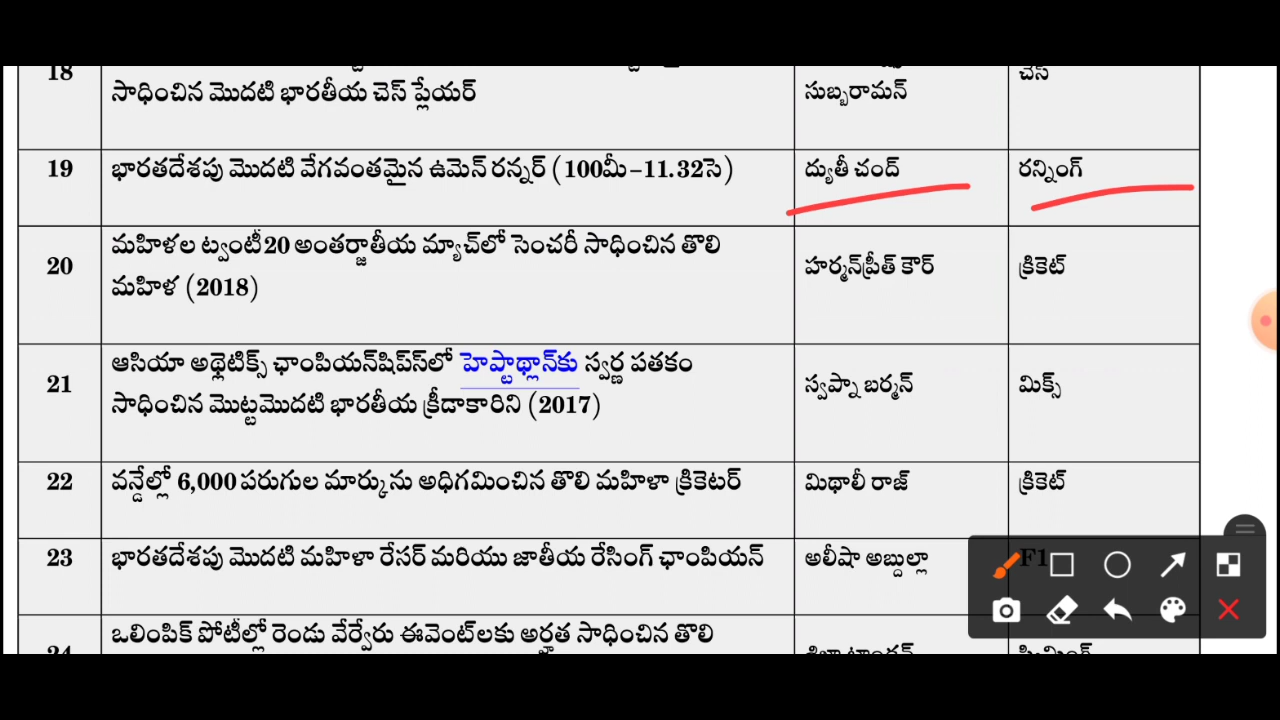 18
చెస్
సాధించిన మొదటి భారతీయ చెస్ ప్లేయర్
సుబ్బరామన్
19 భారతదేశపు మొదటి వేగవంతమైన ఉమెన్ రన్నర్ (100మీ-11.32సె) ద్యుతీ చంద్ రన్నింగ్
మహిళల ట్వంటీ20 అంతర్జాతీయ మ్యాచ్‌లో సెంచరీ సాధించిన తొలి
20 హర్మన్‌ప్రీత్ కౌర్ క్రికెట్
మహిళ (2018)
ఆసియా అథ్లెటిక్స్ ఛాంపియన్‌షిప్స్‌లో హెప్టాథ్లాన్‌కు స్వర్ణ పతకం
21 స్వప్నా బర్మన్ మిక్స్
సాధించిన మొట్టమొదటి భారతీయ క్రీడాకారిని (2017)
22 వన్డేల్లో 6,000 పరుగుల మార్కును అధిగమించిన తొలి మహిళా క్రికెటర్ మిథాలీ రాజ్ క్రికెట్
23 భారతదేశపు మొదటి మహిళా రేసర్ మరియు జాతీయ రేసింగ్ ఛాంపియన్ అలీషా అబ్దుల్లా F1
ఒలింపిక్ పోటీల్లో రెండు వేర్వేరు ఈవెంట్‌లకు అర్హత సాధించిన తొలి
24